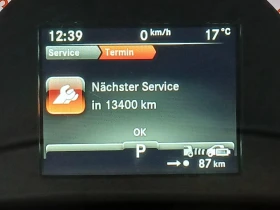 12:39 0 km/h 17 °C
Service Termin
Nächster Service
in 13400 km
OK
P
87 km